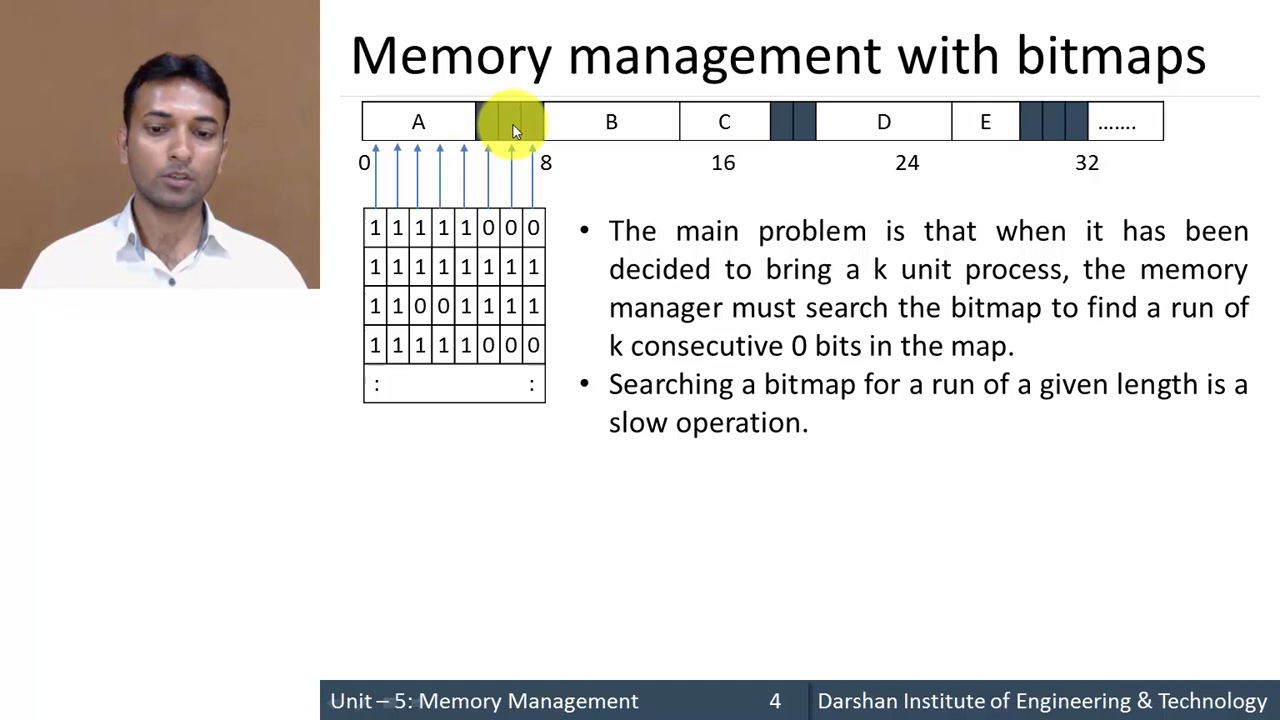 Memory management with bitmaps
A B C D E …….
0 8 16 24 32
1 1 1 1 1 0 0 0
1 1 1 1 1 1 1 1
1 1 0 0 1 1 1 1
1 1 1 1 1 0 0 0
: :
• The main problem is that when it has been
decided to bring a k unit process, the memory
manager must search the bitmap to find a run of
k consecutive 0 bits in the map.
• Searching a bitmap for a run of a given length is a
slow operation.
Unit – 5: Memory Management 4 Darshan Institute of Engineering & Technology